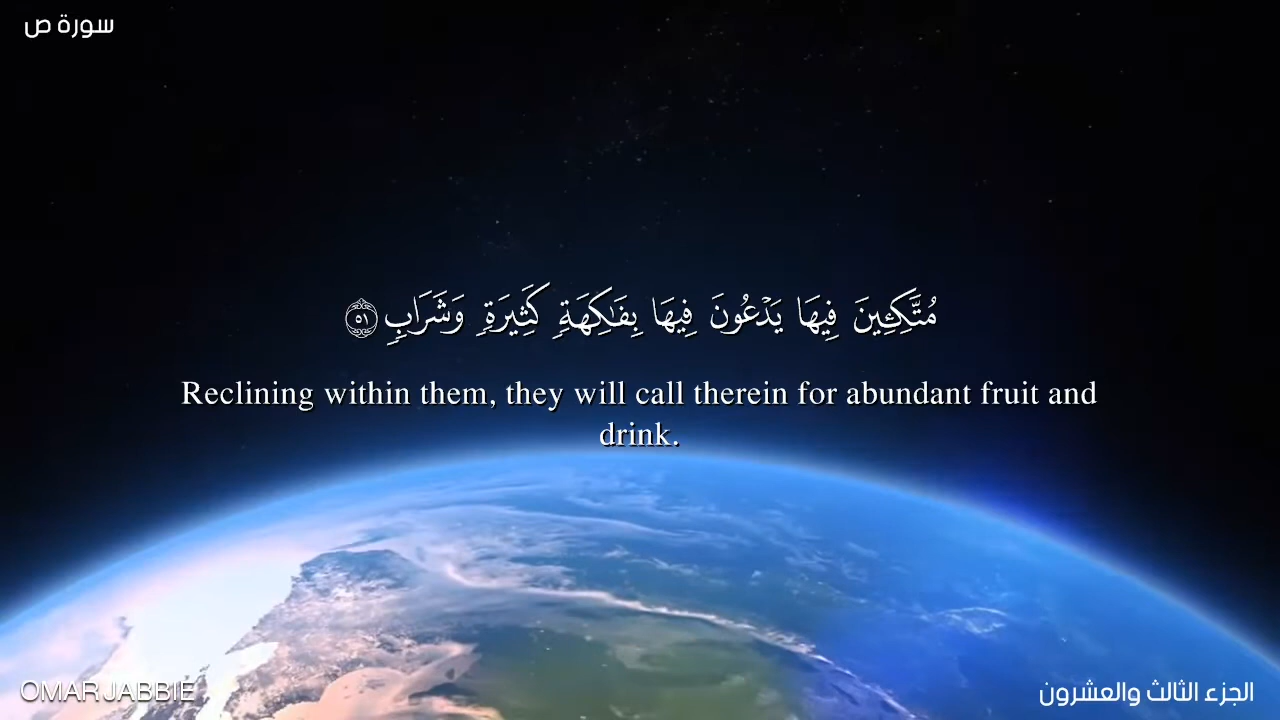 سورة ص
مُتَّكِـِٔينَ فِيهَا يَدْعُونَ فِيهَا بِفَـٰكِهَةٍ كَثِيرَةٍ وَشَرَابٍ ٥١
Reclining within them, they will call therein for abundant fruit and
drink.
OMAR JABBIE
الجزء الثالث والعشرون